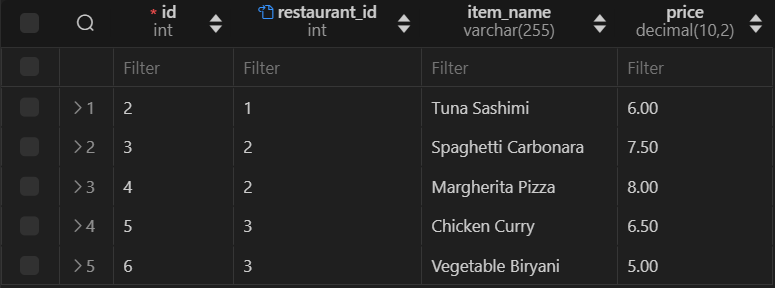 * id restaurant_id item_name price
int int varchar(255) decimal(10,2)
Filter Filter Filter Filter
1 2 1 Tuna Sashimi 6.00
2 3 2 Spaghetti Carbonara 7.50
3 4 2 Margherita Pizza 8.00
4 5 3 Chicken Curry 6.50
5 6 3 Vegetable Biryani 5.00